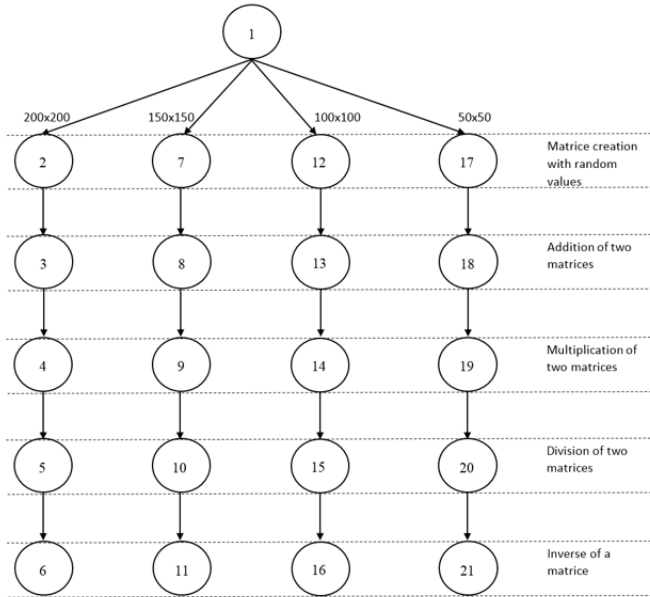 1
200x200
150x150
100x100
50x50
2
7
12
17
Matrice creation
with random
values
3
8
13
18
Addition of two
matrices
4
9
14
19
Multiplication of
two matrices
5
10
15
20
Division of two
matrices
6
11
16
21
Inverse of a
matrice